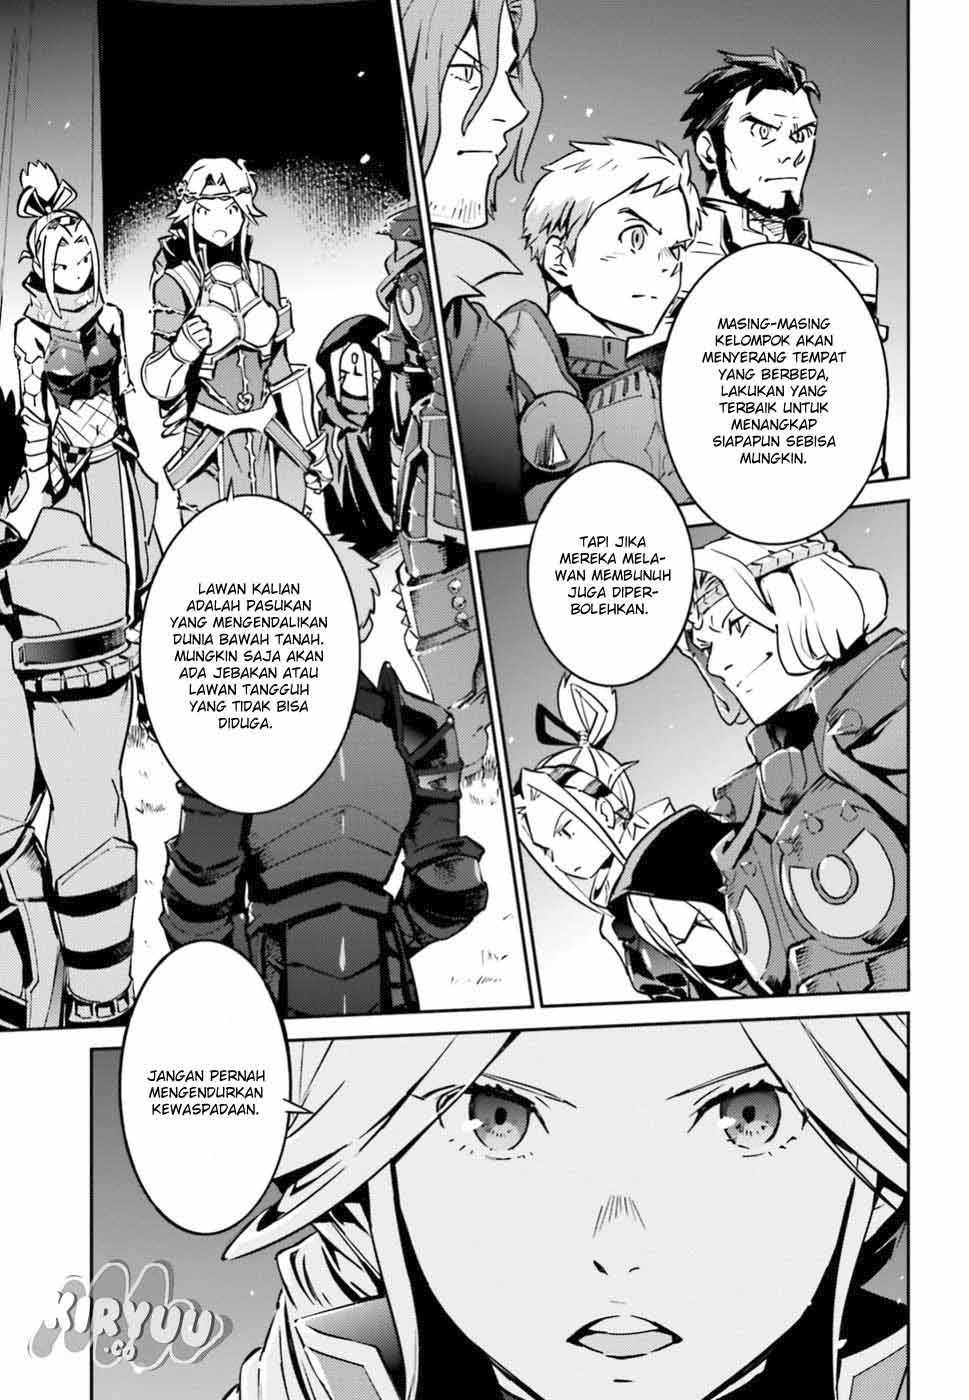 MASING-MASING
KELOMPOK AKAN
MENYERANG TEMPAT
YANG BERBEDA,
LAKUKAN YANG
TERBAIK UNTUK
MENANGKAP
SIAPAPUN SEBISA
MUNGKIN.
TAPI JIKA
MEREKA MELA-
WAN MEMBUNUH
JUGA DIPER-
BOLEHKAN.
LAWAN KALIAN
ADALAH PASUKAN
YANG MENGENDALIKAN
DUNIA BAWAH TANAH.
MUNGKIN SAJA AKAN
ADA JEBAKAN ATAU
LAWAN TANGGUH
YANG TIDAK BISA
DIDUGA.
JANGAN PERNAH
MENGENDURKAN
KEWASPADAAN.
KIRYUU
.CO